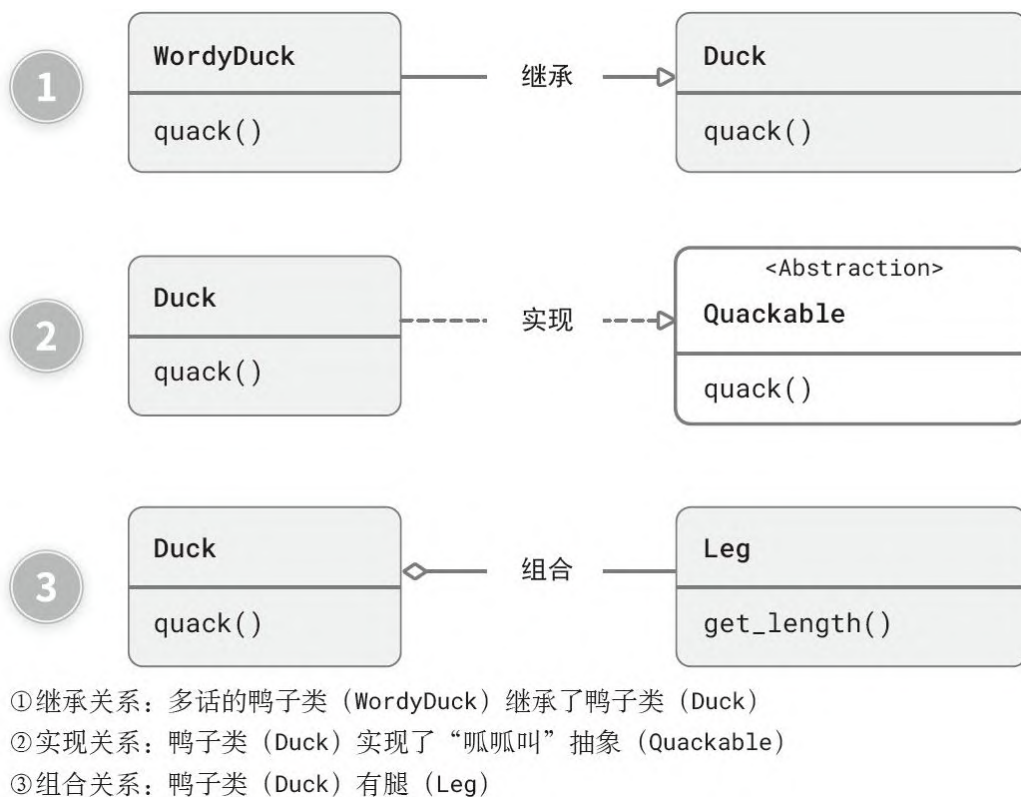 1
WordyDuck
quack()
继承
Duck
quack()
2
Duck
quack()
实现
<Abstraction>
Quackable
quack()
3
Duck
quack()
组合
Leg
get_length()
①继承关系：多话的鸭子类（WordyDuck）继承了鸭子类（Duck）
②实现关系：鸭子类（Duck）实现了“呱呱叫”抽象（Quackable）
③组合关系：鸭子类（Duck）有腿（Leg）